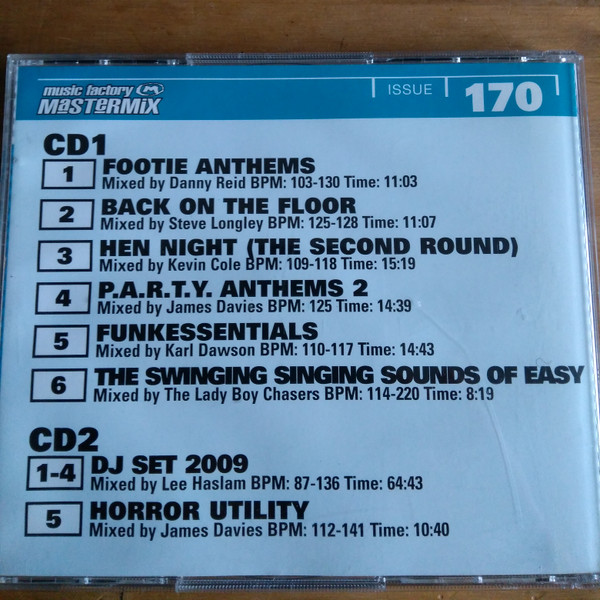 music factory
MaSTeRMiX
ISSUE 170
CD1
1 FOOTIE ANTHEMS
Mixed by Danny Reid BPM: 103-130 Time: 11:03
2 BACK ON THE FLOOR
Mixed by Steve Longley BPM: 125-128 Time: 11:07
3 HEN NIGHT (THE SECOND ROUND)
Mixed by Kevin Cole BPM: 109-118 Time: 15:19
4 P.A.R.T.Y. ANTHEMS 2
Mixed by James Davies BPM: 125 Time: 14:39
5 FUNKESSENTIALS
Mixed by Karl Dawson BPM: 110-117 Time: 14:43
6 THE SWINGING SINGING SOUNDS OF EASY
Mixed by The Lady Boy Chasers BPM: 114-220 Time: 8:19
CD2
1-4 DJ SET 2009
Mixed by Lee Haslam BPM: 87-136 Time: 64:43
5 HORROR UTILITY
Mixed by James Davies BPM: 112-141 Time: 10:40